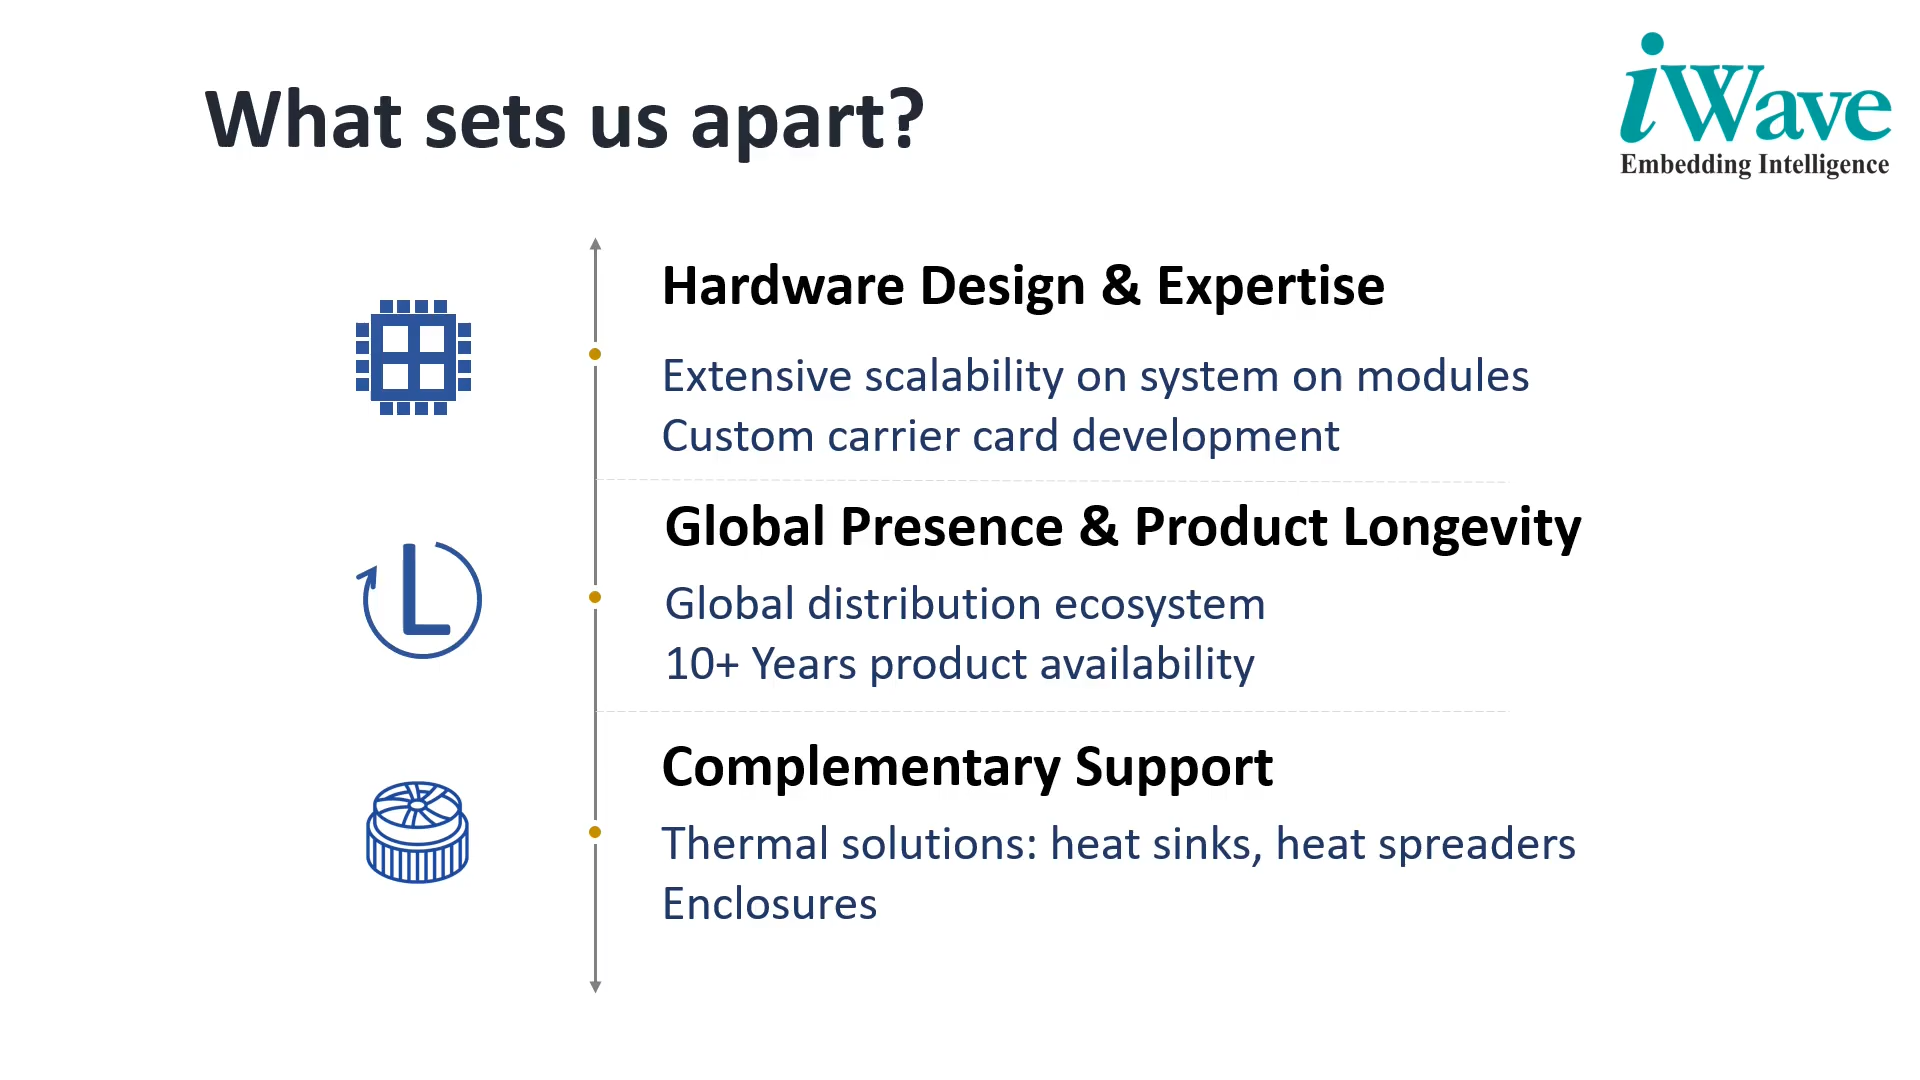 What sets us apart?
iWave
Embedding Intelligence
Hardware Design & Expertise
Extensive scalability on system on modules
Custom carrier card development
Global Presence & Product Longevity
L
Global distribution ecosystem
10+ Years product availability
Complementary Support
Thermal solutions: heat sinks, heat spreaders
Enclosures